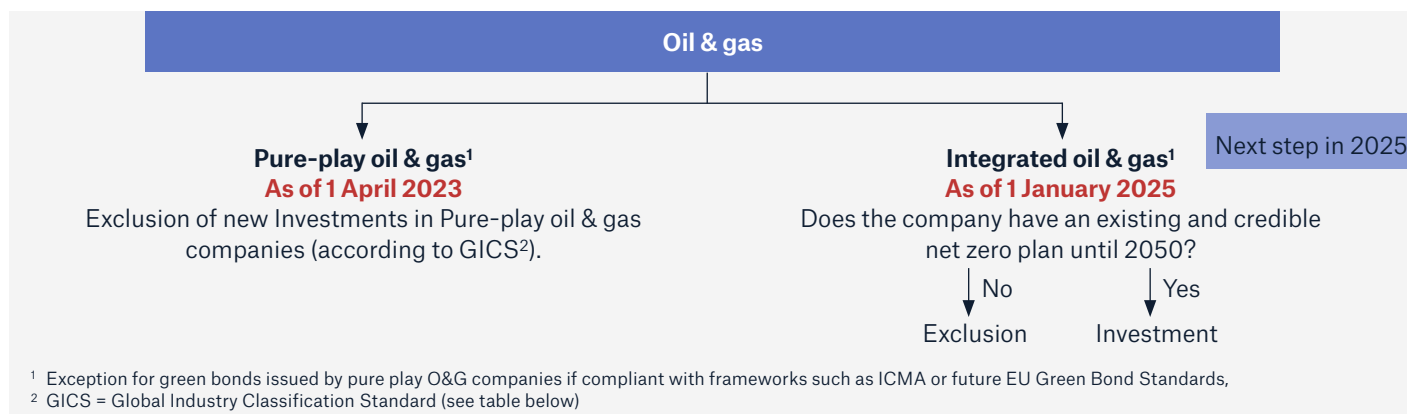 Oil & gas
Pure-play oil & gas¹
As of 1 April 2023
Exclusion of new Investments in Pure-play oil & gas
companies (according to GICS²).
Next step in 2025
Integrated oil & gas¹
As of 1 January 2025
Does the company have an existing and credible
net zero plan until 2050?
No
Yes
Exclusion
Investment
¹ Exception for green bonds issued by pure play O&G companies if compliant with frameworks such as ICMA or future EU Green Bond Standards,
² GICS = Global Industry Classification Standard (see table below)